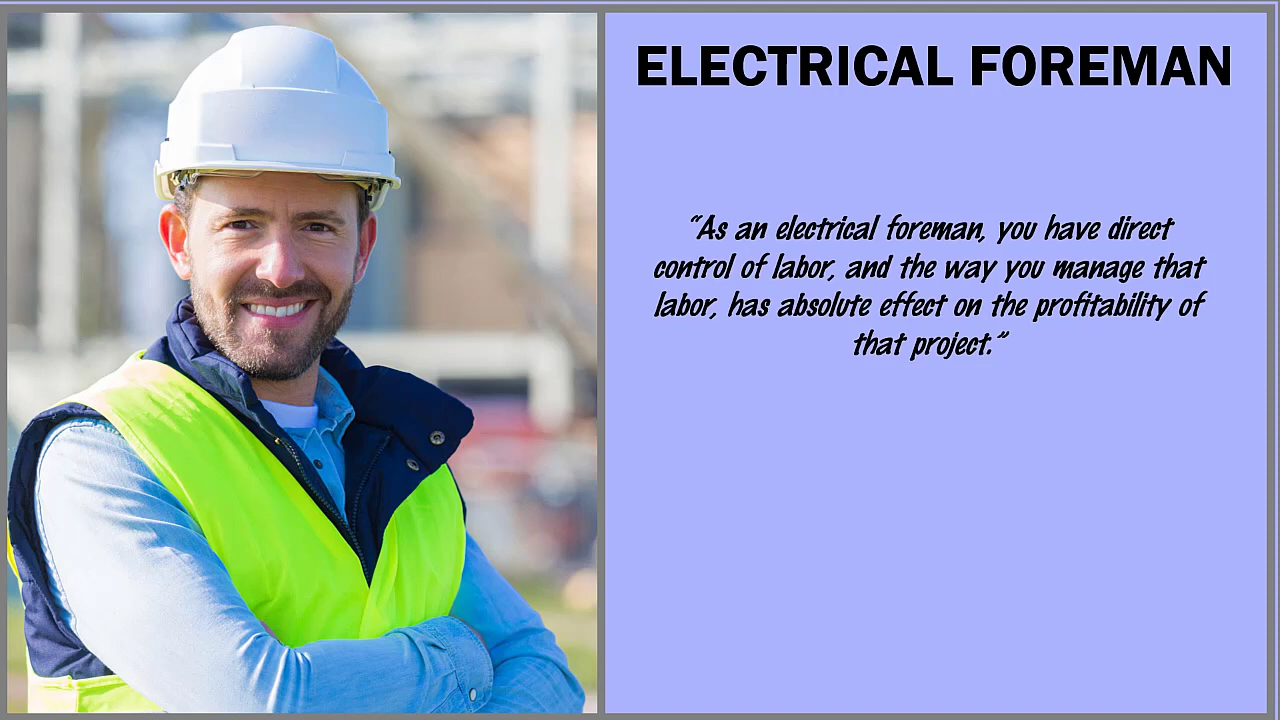 ELECTRICAL FOREMAN
“As an electrical foreman, you have direct
control of labor, and the way you manage that
labor, has absolute effect on the profitability of
that project.”